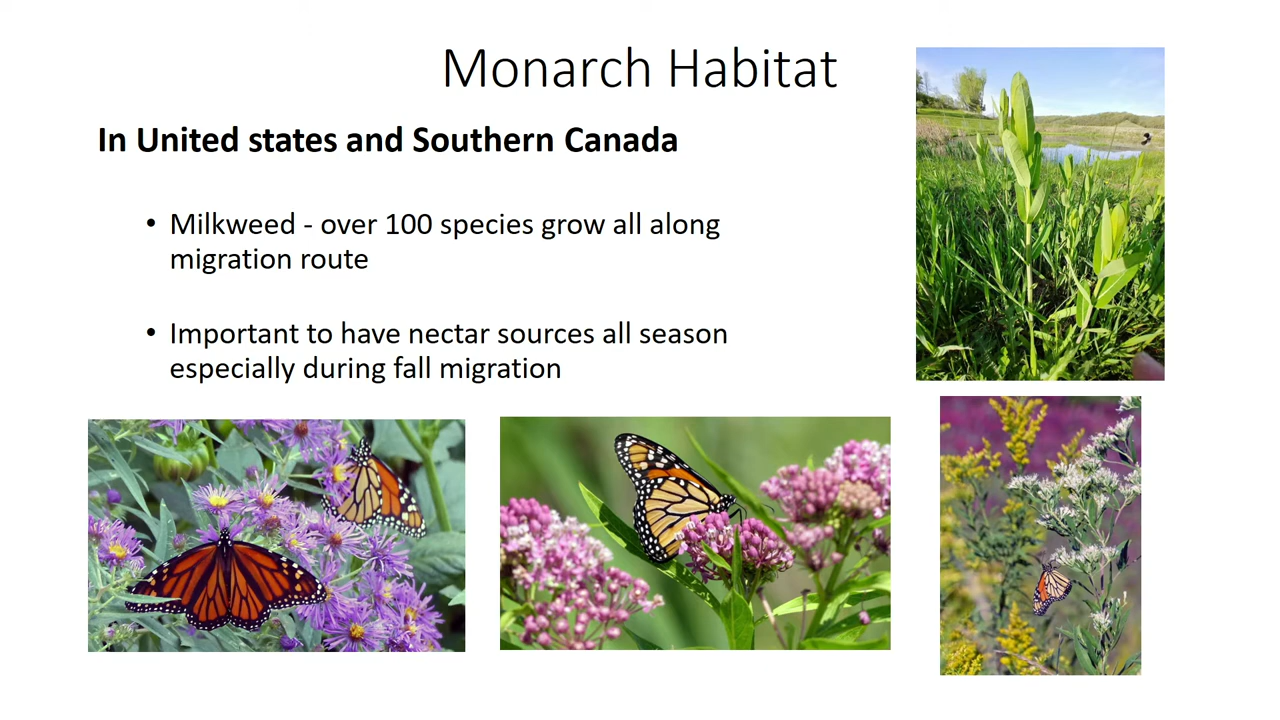 Monarch Habitat
In United states and Southern Canada
• Milkweed - over 100 species grow all along
migration route
• Important to have nectar sources all season
especially during fall migration